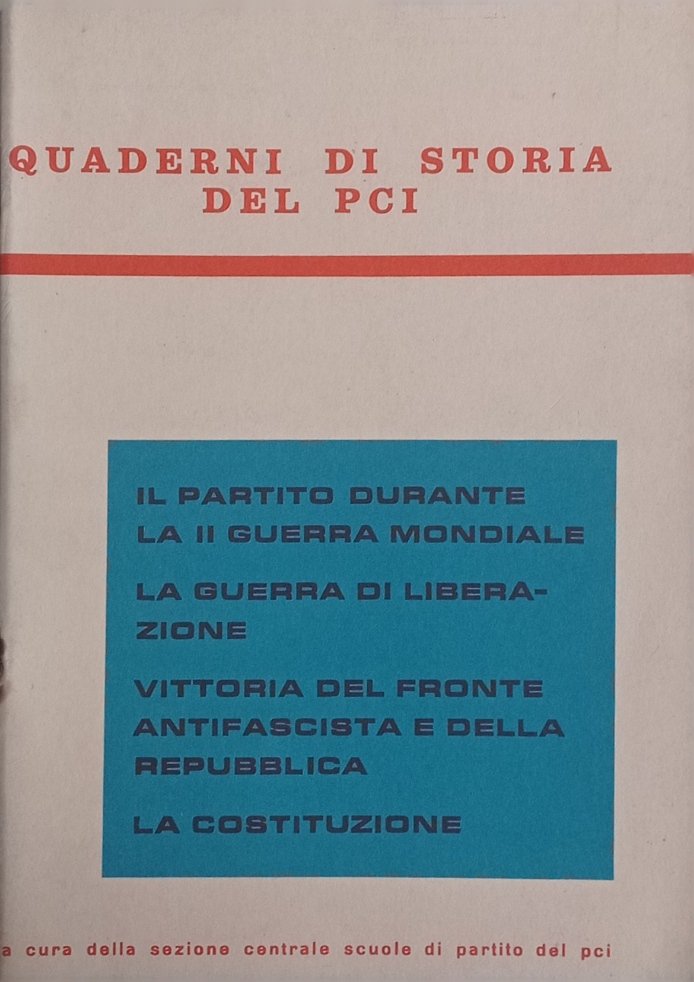 QUADERNI DI STORIA
DEL PCI
IL PARTITO DURANTE
LA II GUERRA MONDIALE
LA GUERRA DI LIBERA-
ZIONE
VITTORIA DEL FRONTE
ANTIFASCISTA E DELLA
REPUBBLICA
LA COSTITUZIONE
a cura della sezione centrale scuole di partito del pci